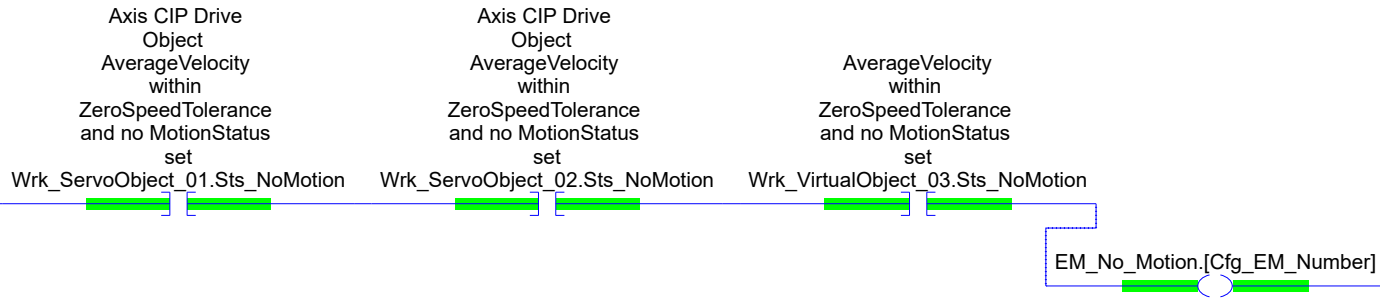 Axis CIP Drive
Object
AverageVelocity
within
ZeroSpeedTolerance
and no MotionStatus
set
Wrk_ServoObject_01.Sts_NoMotion
Axis CIP Drive
Object
AverageVelocity
within
ZeroSpeedTolerance
and no MotionStatus
set
Wrk_ServoObject_02.Sts_NoMotion
AverageVelocity
within
ZeroSpeedTolerance
and no MotionStatus
set
Wrk_VirtualObject_03.Sts_NoMotion
EM_No_Motion.[Cfg_EM_Number]